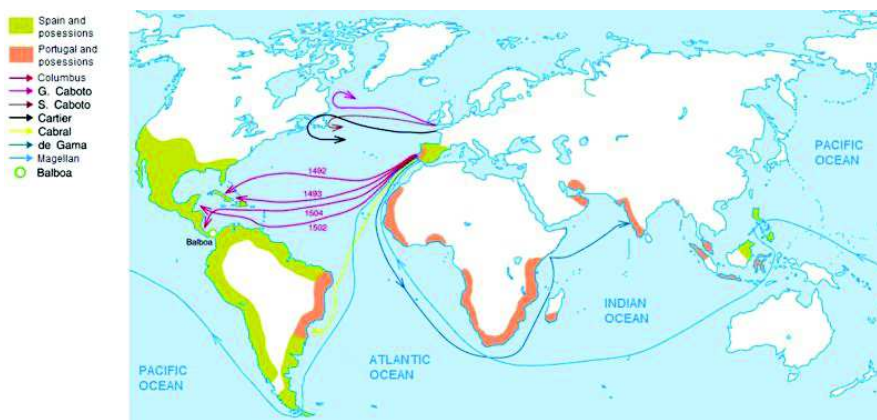 Spain and
posessions
Portugal and
posessions
Columbus
G. Caboto
S. Caboto
Cartier
Cabral
de Gama
Magellan
Balboa
1492
1493
1504
1502
Balboa
PACIFIC
OCEAN
ATLANTIC
OCEAN
INDIAN
OCEAN
PACIFIC
OCEAN